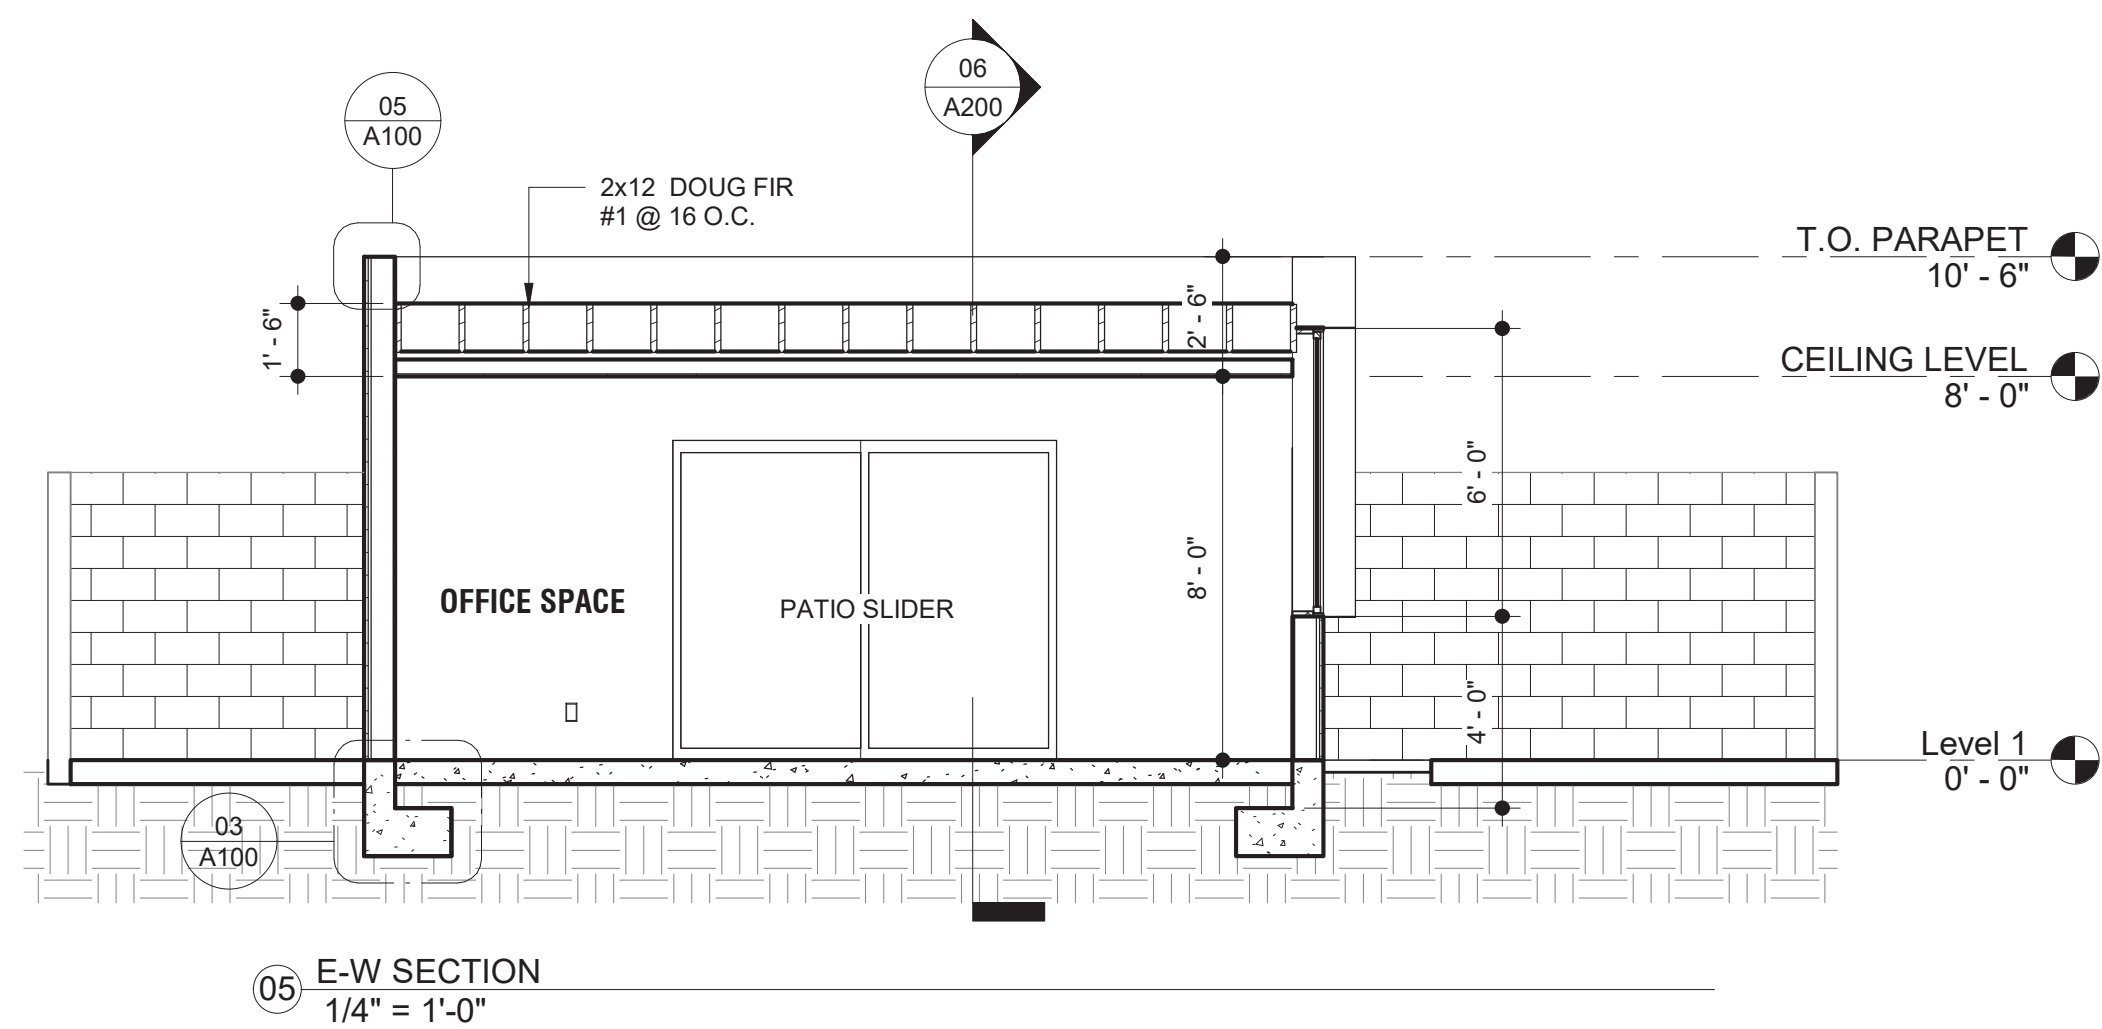 06
A200
05
A100
2x12 DOUG FIR
#1 @ 16 O.C.
T.O. PARAPET
10' - 6"
1' - 6"
2' - 6"
CEILING LEVEL
8' - 0"
6' - 0"
8' - 0"
OFFICE SPACE
PATIO SLIDER
4' - 0"
Level 1
0' - 0"
03
A100
05
E-W SECTION
1/4" = 1'-0"